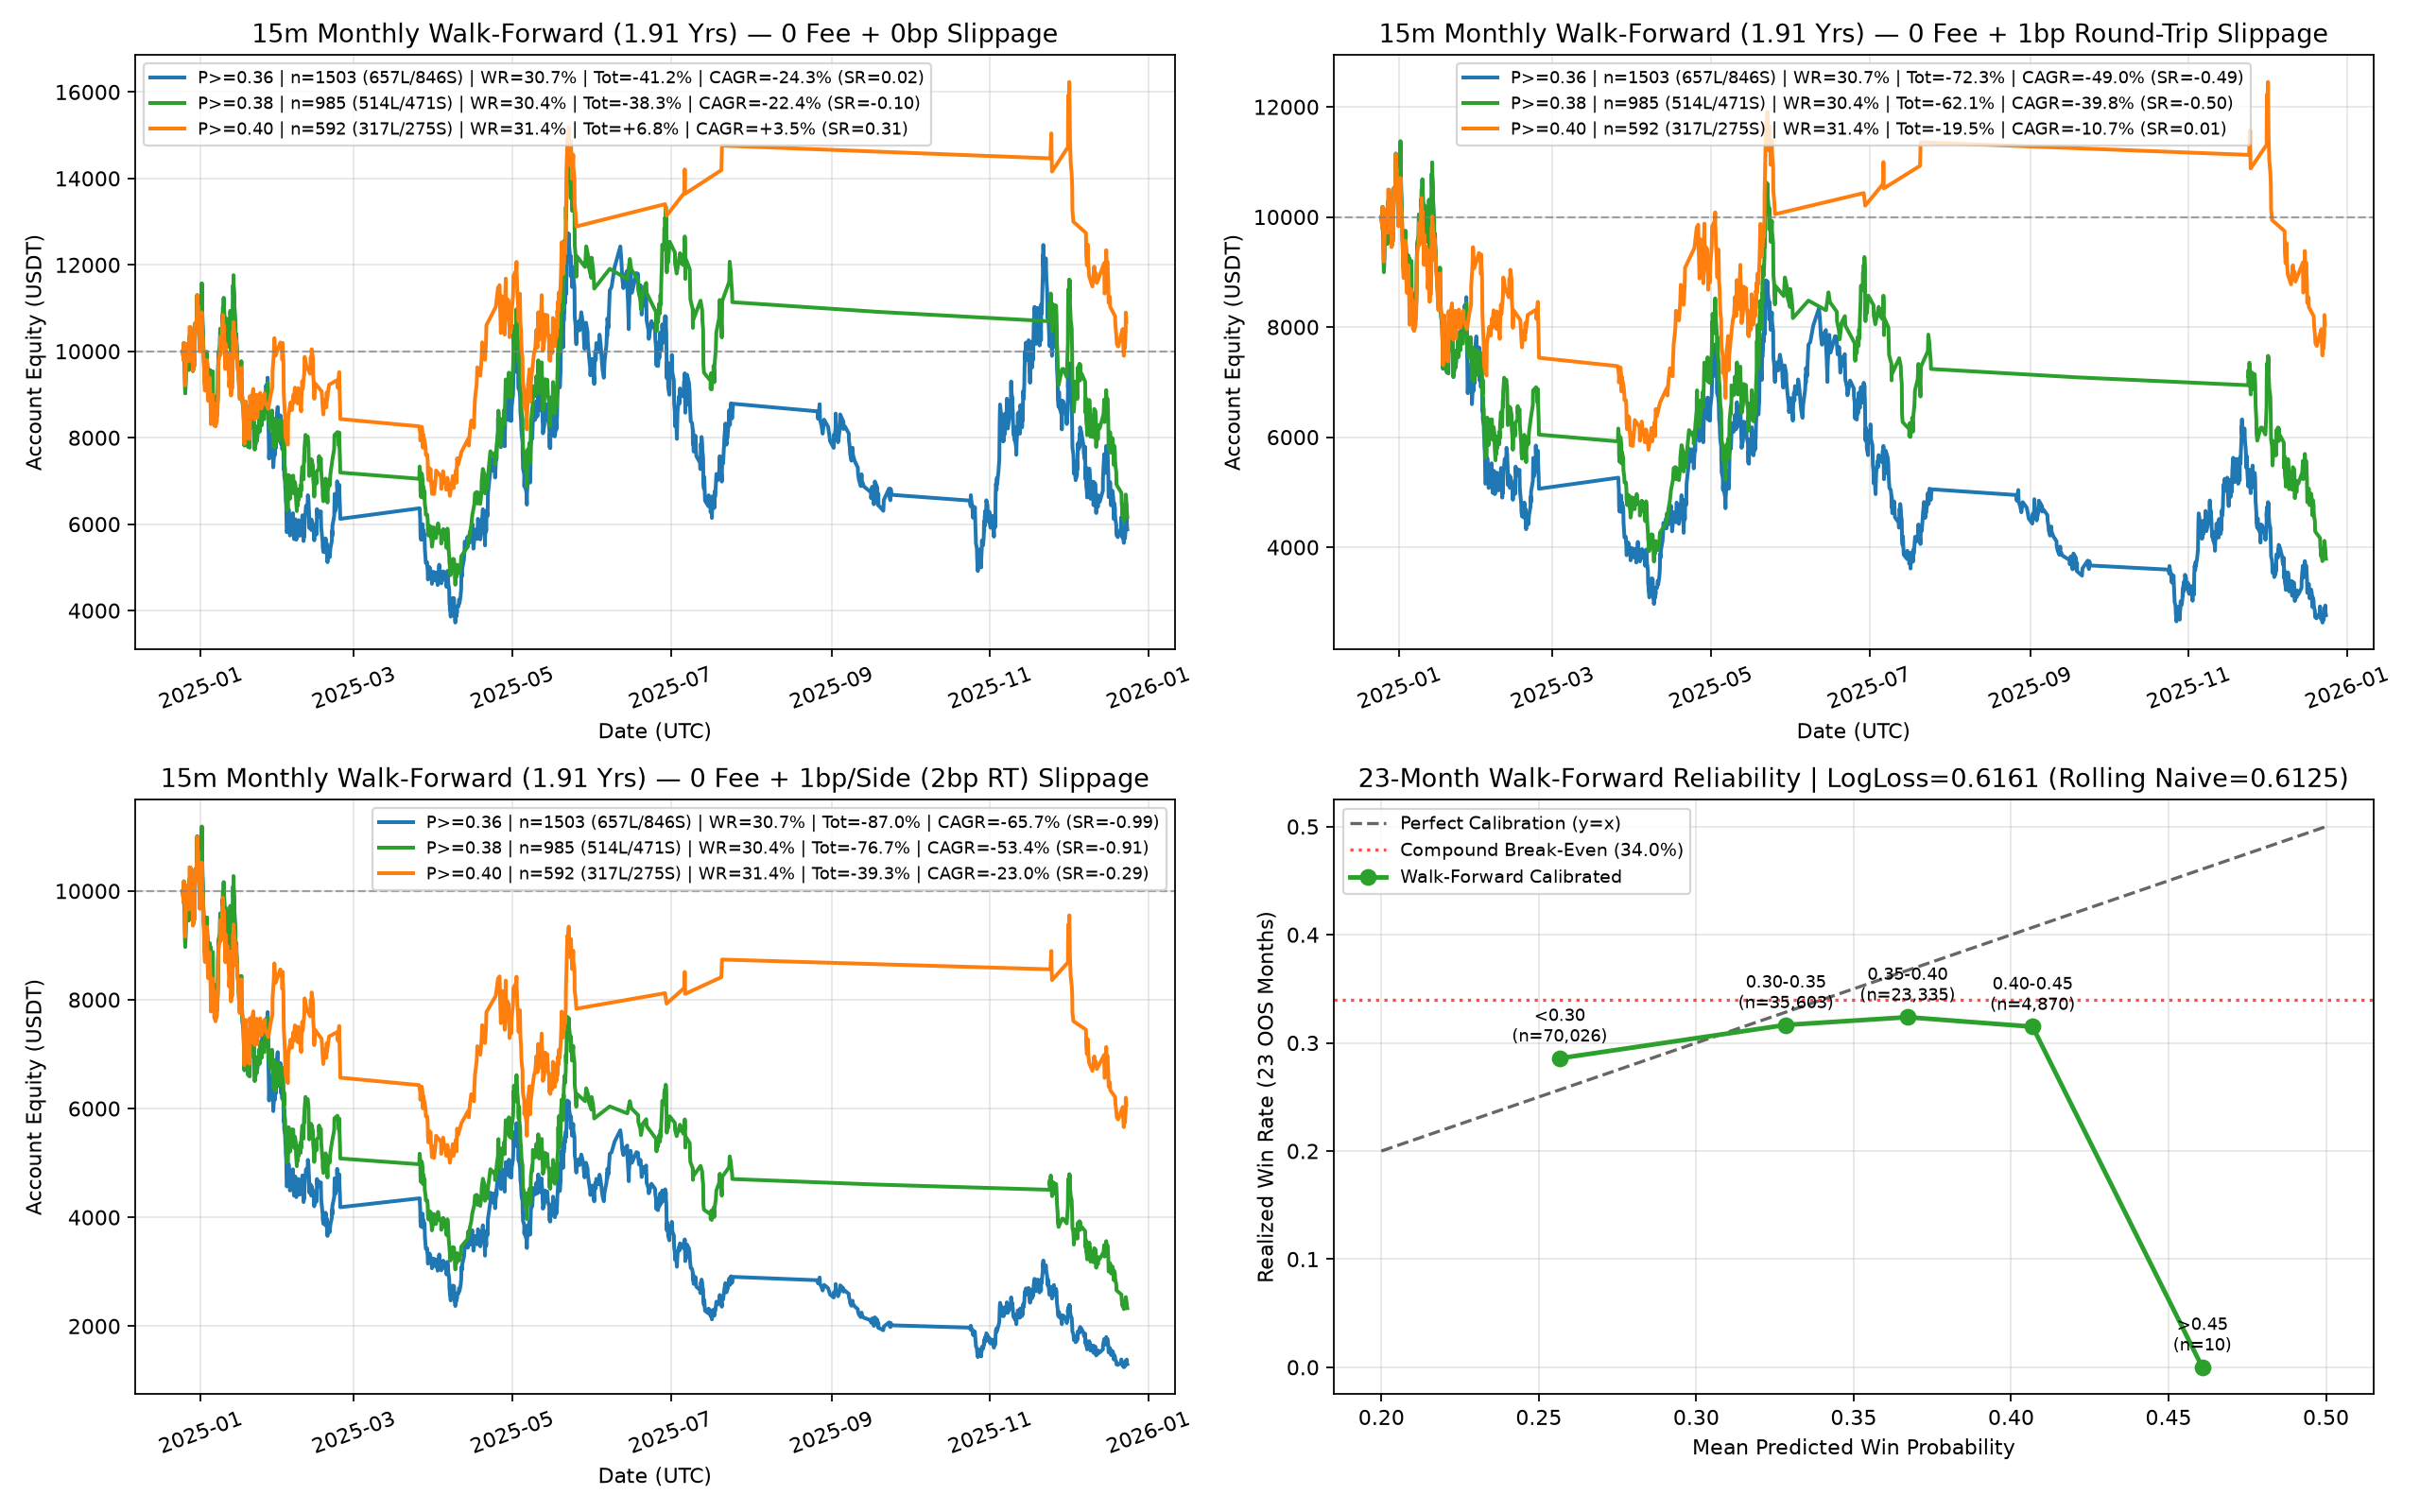 15m Monthly Walk-Forward (1.91 Yrs) — 0 Fee + 0bp Slippage
P>=0.36 | n=1503 (657L/846S) | WR=30.7% | Tot=-41.2% | CAGR=-24.3% (SR=0.02)
P>=0.38 | n=985 (514L/471S) | WR=30.4% | Tot=-38.3% | CAGR=-22.4% (SR=-0.10)
P>=0.40 | n=592 (317L/275S) | WR=31.4% | Tot=+6.8% | CAGR=+3.5% (SR=0.31)
Account Equity (USDT)
16000
14000
12000
10000
8000
6000
4000
2025-01
2025-03
2025-05
2025-07
2025-09
2025-11
2026-01
Date (UTC)
15m Monthly Walk-Forward (1.91 Yrs) — 0 Fee + 1bp Round-Trip Slippage
P>=0.36 | n=1503 (657L/846S) | WR=30.7% | Tot=-72.3% | CAGR=-49.0% (SR=-0.49)
P>=0.38 | n=985 (514L/471S) | WR=30.4% | Tot=-62.1% | CAGR=-39.8% (SR=-0.50)
P>=0.40 | n=592 (317L/275S) | WR=31.4% | Tot=-19.5% | CAGR=-10.7% (SR=0.01)
Account Equity (USDT)
12000
10000
8000
6000
4000
2025-01
2025-03
2025-05
2025-07
2025-09
2025-11
2026-01
Date (UTC)
15m Monthly Walk-Forward (1.91 Yrs) — 0 Fee + 1bp/Side (2bp RT) Slippage
P>=0.36 | n=1503 (657L/846S) | WR=30.7% | Tot=-87.0% | CAGR=-65.7% (SR=-0.99)
P>=0.38 | n=985 (514L/471S) | WR=30.4% | Tot=-76.7% | CAGR=-53.4% (SR=-0.91)
P>=0.40 | n=592 (317L/275S) | WR=31.4% | Tot=-39.3% | CAGR=-23.0% (SR=-0.29)
Account Equity (USDT)
10000
8000
6000
4000
2000
2025-01
2025-03
2025-05
2025-07
2025-09
2025-11
2026-01
Date (UTC)
23-Month Walk-Forward Reliability | LogLoss=0.6161 (Rolling Naive=0.6125)
Perfect Calibration (y=x)
Compound Break-Even (34.0%)
Walk-Forward Calibrated
Realized Win Rate (23 OOS Months)
0.5
0.4
0.3
0.2
0.1
0.0
<0.30
(n=70,026)
0.30-0.35
(n=35,603)
0.35-0.40
(n=23,335)
0.40-0.45
(n=4,870)
>0.45
(n=10)
0.20
0.25
0.30
0.35
0.40
0.45
0.50
Mean Predicted Win Probability